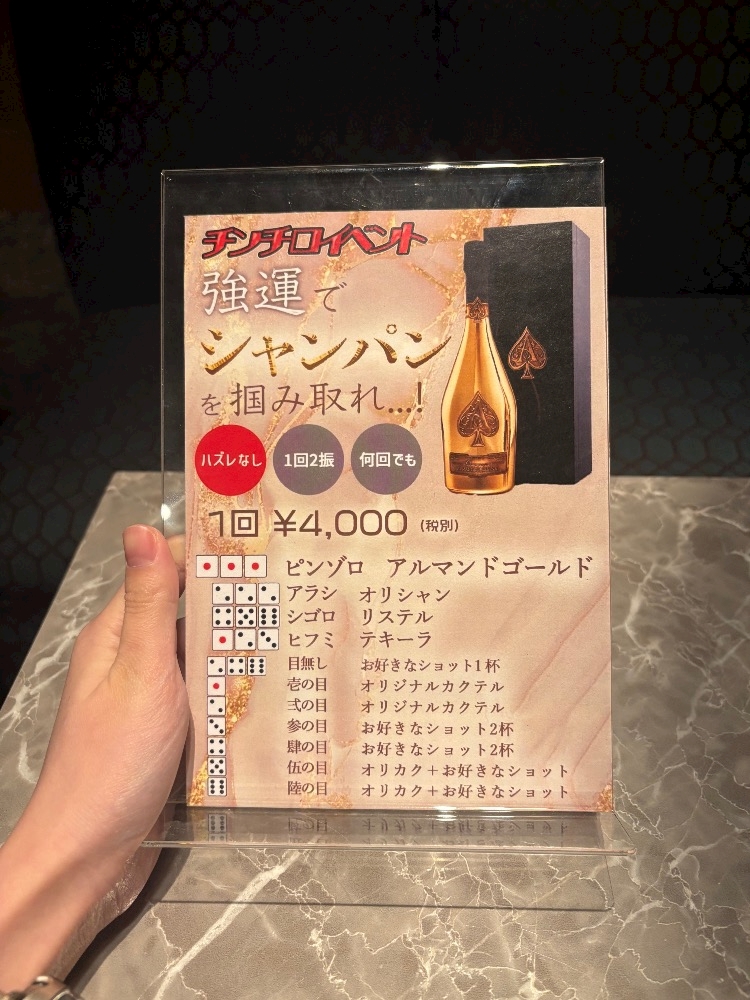 チンチロイベント
強運で
シャンパン
を掴み取れ...!
ハズレなし 1回2振 何回でも
1回 ¥4,000 (税別)
ピンゾロ アルマンドゴールド
アラシ オリシャン
シゴロ リステル
ヒフミ テキーラ
目無し お好きなショット1杯
壱の目 オリジナルカクテル
弍の目 オリジナルカクテル
参の目 お好きなショット2杯
肆の目 お好きなショット2杯
伍の目 オリカク+お好きなショット
陸の目 オリカク+お好きなショット